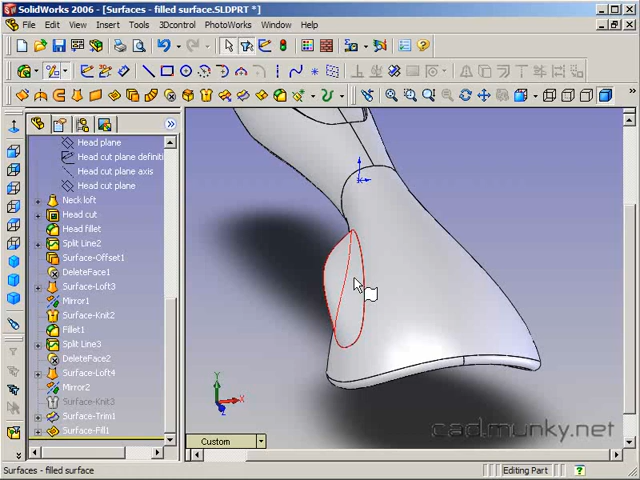 SolidWorks 2006 - [Surfaces - filled surface.SLDPRT *]
File Edit View Insert Tools 3Dcontrol PhotoWorks Window Help
Head plane
Head cut plane definiti
Head cut plane axis
Head cut plane
Neck loft
Head cut
Head fillet
Split Line2
Surface-Offset1
DeleteFace1
Surface-Loft3
Mirror1
Surface-Knit2
Fillet1
Split Line3
DeleteFace2
Surface-Loft4
Mirror2
Surface-Knit3
Surface-Trim1
Surface-Fill1
Y
X
Z
cad.munky.net
Custom
Surfaces - filled surface
Editing Part